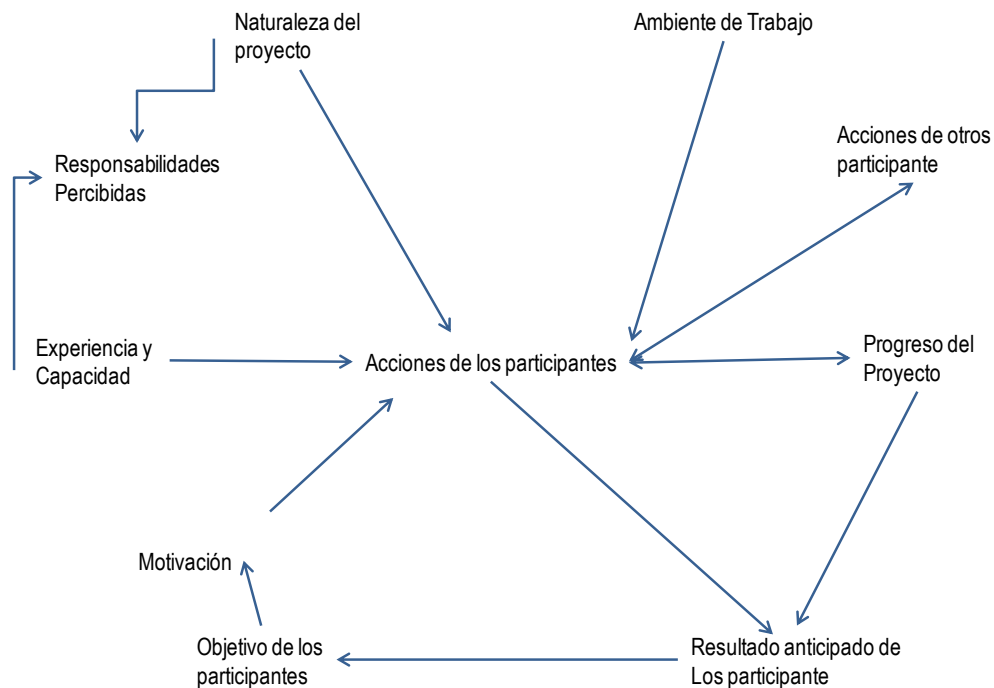 Naturaleza del
proyecto
Ambiente de Trabajo
Acciones de otros
participante
Responsabilidades
Percibidas
Experiencia y
Capacidad
Acciones de los participantes
Progreso del
Proyecto
Motivación
Objetivo de los
participantes
Resultado anticipado de
Los participante